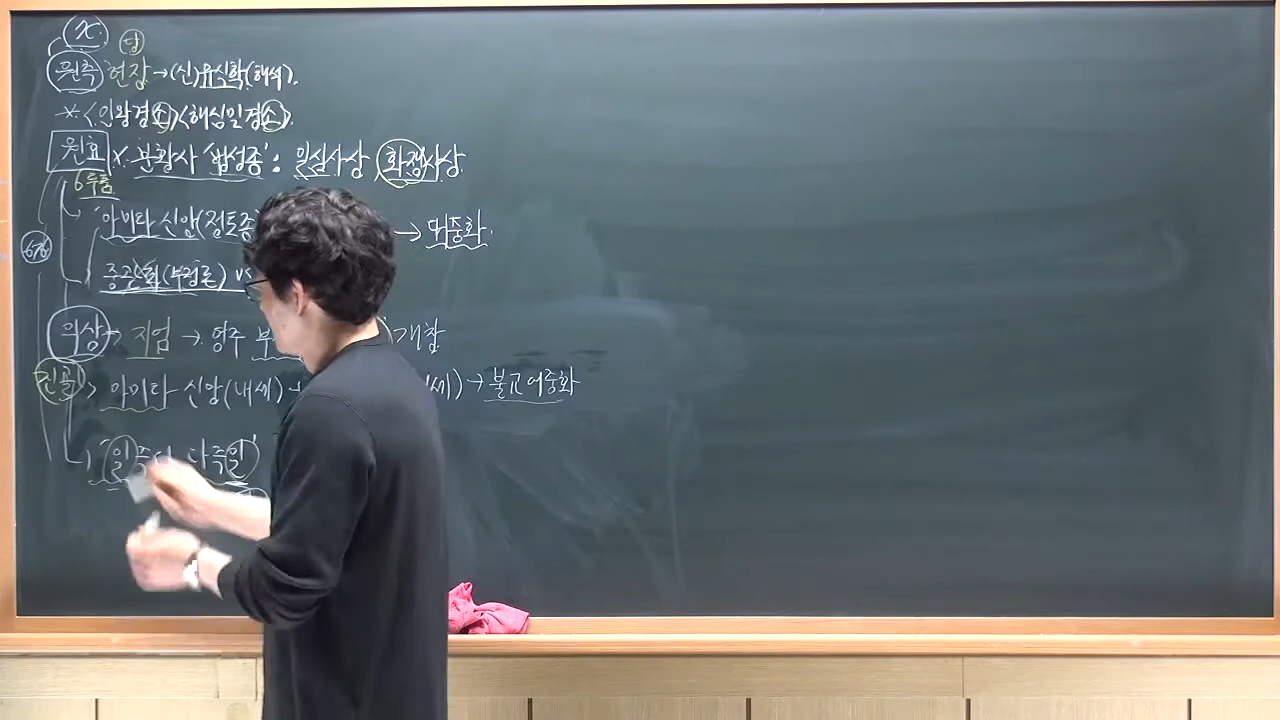 당
원측 현장→(신)유식학(해석).
*<인왕경소><해심밀경소>.
원효 * 분황사 '법성종': 일심사상, 화쟁사상
6두품
'아미타 신앙(정토종 → 대중화.
중관학(부정론) vs
676
의상 > 지엄 → 영주 부 개창
진골 > 아미타 신앙(내세)+ 세) → 불교 대중화
일즉 다즉일'